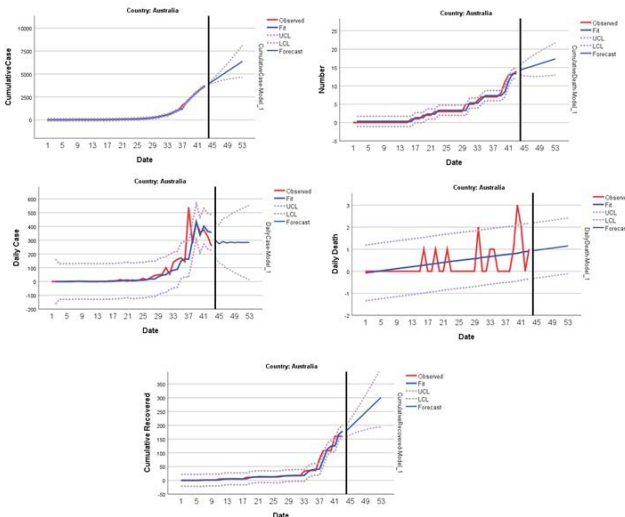 Country: Australia
CumulativeCase
10000
7500
5000
2500
0
1 5 9 13 17 21 25 29 33 37 41 45 49 53
Date
Observed
Fit
UCL
LCL
Forecast
CumulativeCase-Model_1
Country: Australia
Number
25
20
15
10
5
0
-5
1 5 9 13 17 21 25 29 33 37 41 45 49 53
Date
Observed
Fit
UCL
LCL
Forecast
CumulativeDeath-Model_1
Country: Australia
Daily Case
600
500
400
300
200
100
0
-100
-200
1 5 9 13 17 21 25 29 33 37 41 45 49 53
Date
Observed
Fit
UCL
LCL
Forecast
DailyCase-Model_1
Country: Australia
Daily Death
3
2
1
0
-1
-2
1 5 9 13 17 21 25 29 33 37 41 45 49 53
Date
Observe
Fit
UCL
LCL
Forecas
DailyDeath-Model_1
Country: Australia
Cumulative Recovered
350
300
250
200
150
100
50
0
-50
1 5 9 13 17 21 25 29 33 37 41 45 49 53
Date
Observed
Fit
UCL
LCL
Forecast
CumulativeRecovered-Model_1